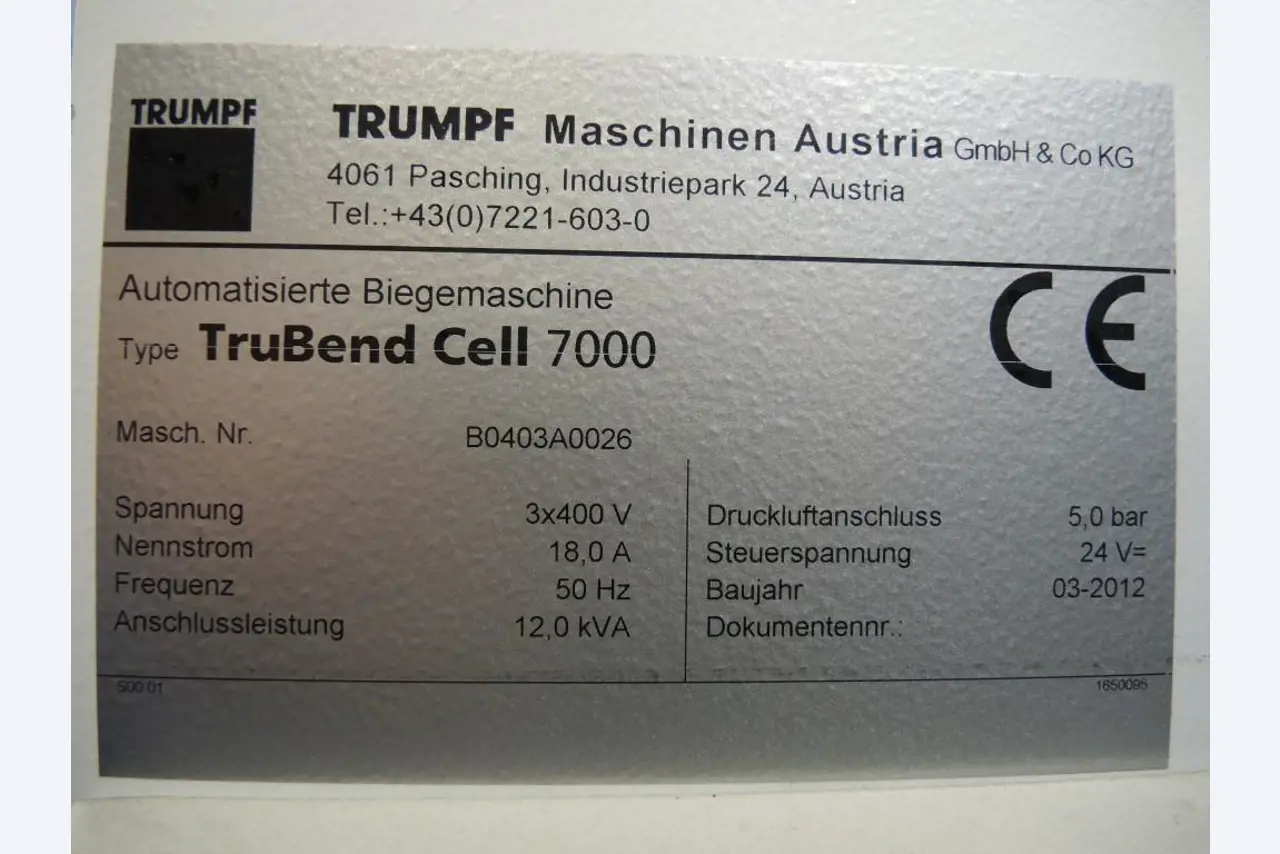 TRUMPF
TRUMPF Maschinen Austria GmbH & Co KG
4061 Pasching, Industriepark 24, Austria
Tel.:+43(0)7221-603-0
Automatisierte Biegemaschine
Type TruBend Cell 7000
CE
Masch. Nr. B0403A0026
Spannung 3x400 V
Nennstrom 18,0 A
Frequenz 50 Hz
Anschlussleistung 12,0 kVA
Druckluftanschluss 5,0 bar
Steuerspannung 24 V=
Baujahr 03-2012
Dokumentennr.:
S00 01
1650095